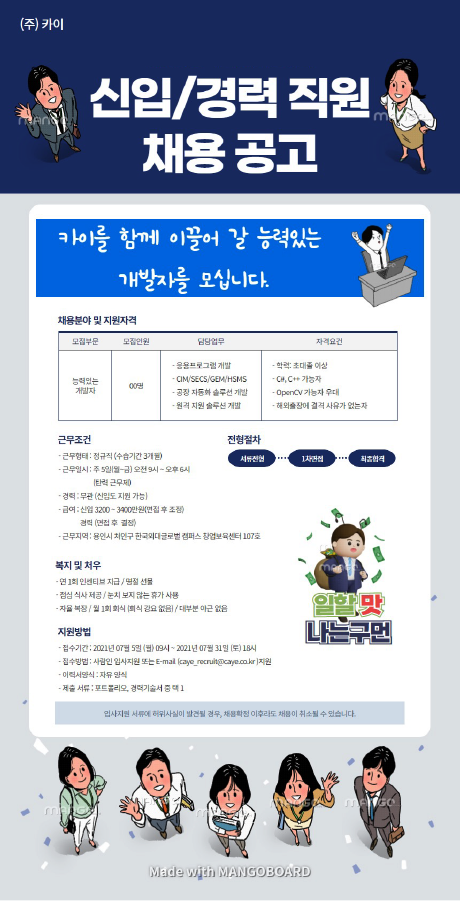 (주) 카이
신입/경력 직원
채용 공고
카이를 함께 이끌어 갈 능력있는
개발자를 모십니다.
채용분야 및 지원자격
모집부문 모집인원 담당업무 자격요건
능력있는
개발자
00명
- 응용프로그램 개발
- CIM/SECS/GEM/HSMS
- 공장 자동화 솔루션 개발
- 원격 지원 솔루션 개발
- 학력: 초대졸 이상
- C#, C++ 가능자
- OpenCV 가능자 우대
- 해외출장에 결격 사유가 없는자
근무조건
- 근무형태 : 정규직 (수습기간 3개월)
- 근무일시 : 주 5일(월~금) 오전 9시 ~ 오후 6시
(탄력 근무제)
- 경력 : 무관 (신입도 지원 가능)
- 급여 : 신입 3200 ~ 3400만원(면접 후 조정)
경력 (면접 후 결정)
- 근무지역 : 용인시 처인구 한국외대글로벌 캠퍼스 창업보육센터 107호
전형절차
서류전형 1차면접 최종합격
복지 및 처우
- 연 1회 인센티브 지급 / 명절 선물
- 점심 식사 제공 / 눈치 보지 않는 휴가 사용
- 자율 복장 / 월 1회 회식 (회식 강요 없음) / 대부분 야근 없음
일할 맛
나는구먼
지원방법
- 접수기간 : 2021년 07월 5일 (월) 09시 ~ 2021년 07월 31일 (토) 18시
- 접수방법 : 사람인 입사지원 또는 E-mail (caye_recruit@caye.co.kr )지원
- 이력서양식 : 자유 양식
- 제출 서류 : 포트폴리오, 경력기술서 중 택 1
입사지원 서류에 허위사실이 발견될 경우, 채용확정 이후라도 채용이 취소될 수 있습니다.
Made with MANGOBOARD